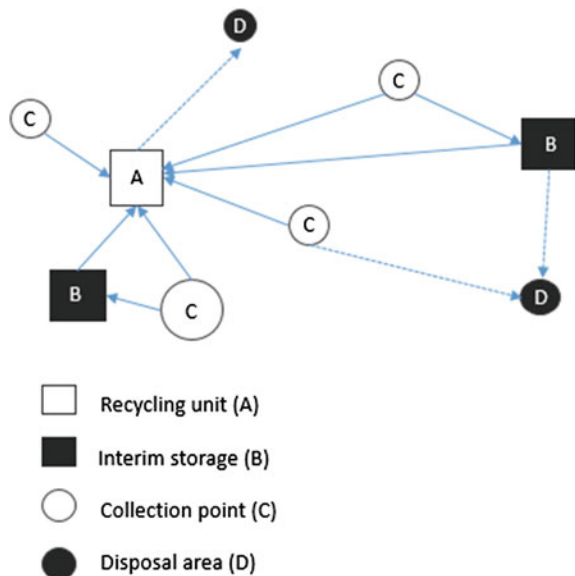 D
C
C
B
A
C
B
C
D
Recycling unit (A)
Interim storage (B)
Collection point (C)
Disposal area (D)